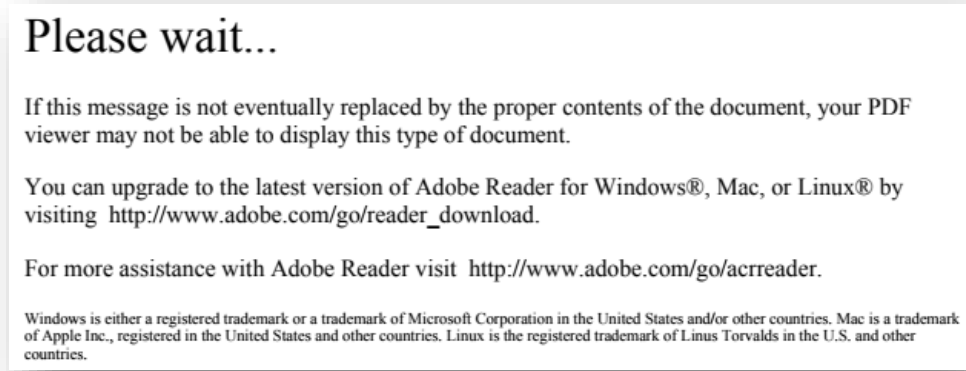 Please wait...
If this message is not eventually replaced by the proper contents of the document, your PDF
viewer may not be able to display this type of document.
You can upgrade to the latest version of Adobe Reader for Windows®, Mac, or Linux® by
visiting  http://www.adobe.com/go/reader_download.
For more assistance with Adobe Reader visit  http://www.adobe.com/go/acrreader.
Windows is either a registered trademark or a trademark of Microsoft Corporation in the United States and/or other countries. Mac is a trademark
of Apple Inc., registered in the United States and other countries. Linux is the registered trademark of Linus Torvalds in the U.S. and other
countries.